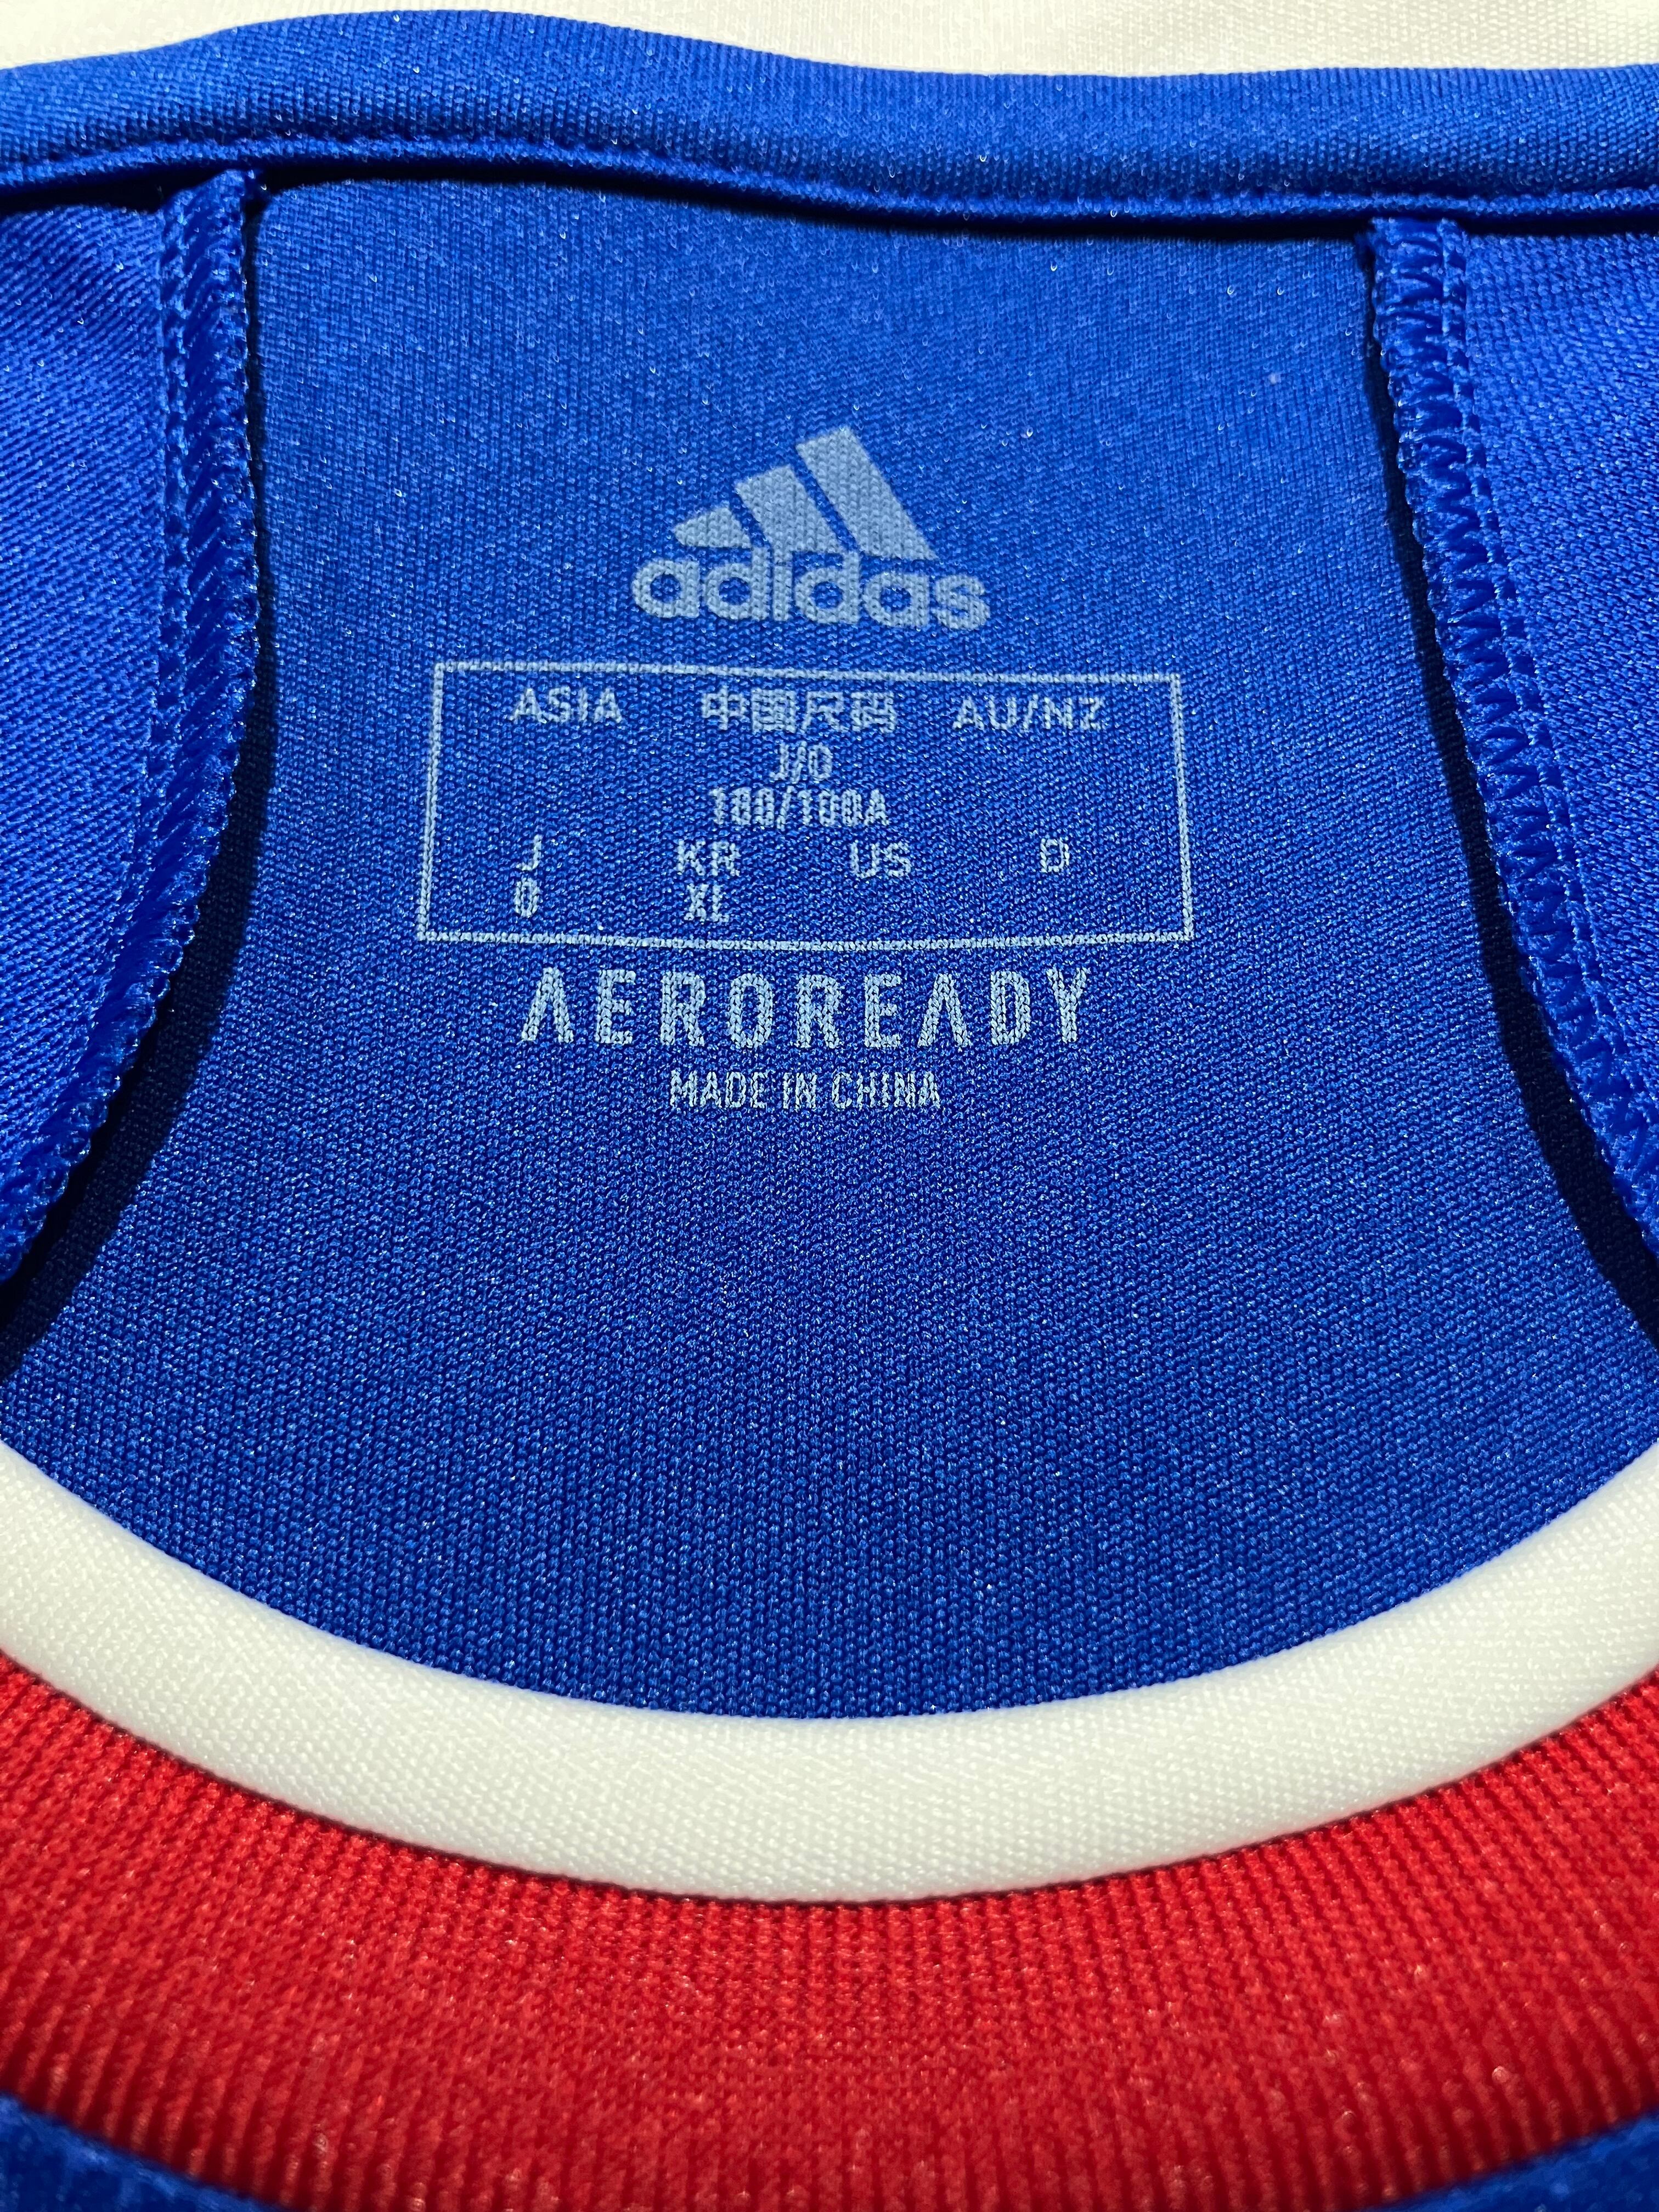 adidas
ASIA 中国尺码 AU/NZ
J/O
180/100A
J KR US D
O XL
AEROREADY
MADE IN CHINA